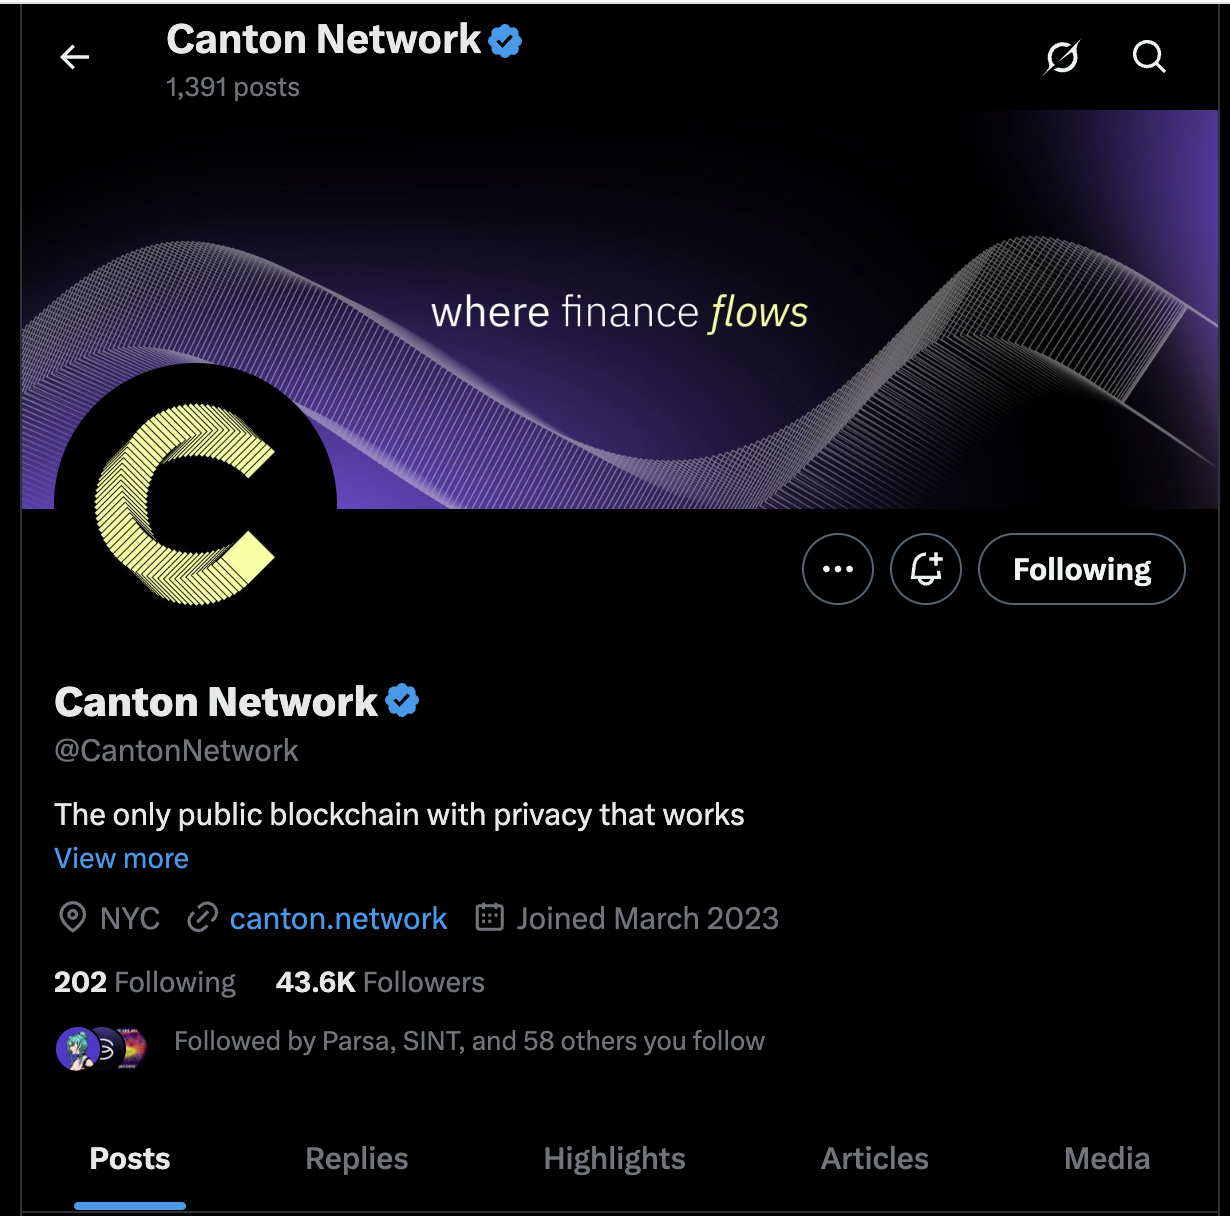 Canton Network
1,391 posts
where finance flows
Following
Canton Network
@CantonNetwork
The only public blockchain with privacy that works
View more
NYC canton.network Joined March 2023
202 Following 43.6K Followers
Followed by Parsa, SINT, and 58 others you follow
Posts Replies Highlights Articles Media